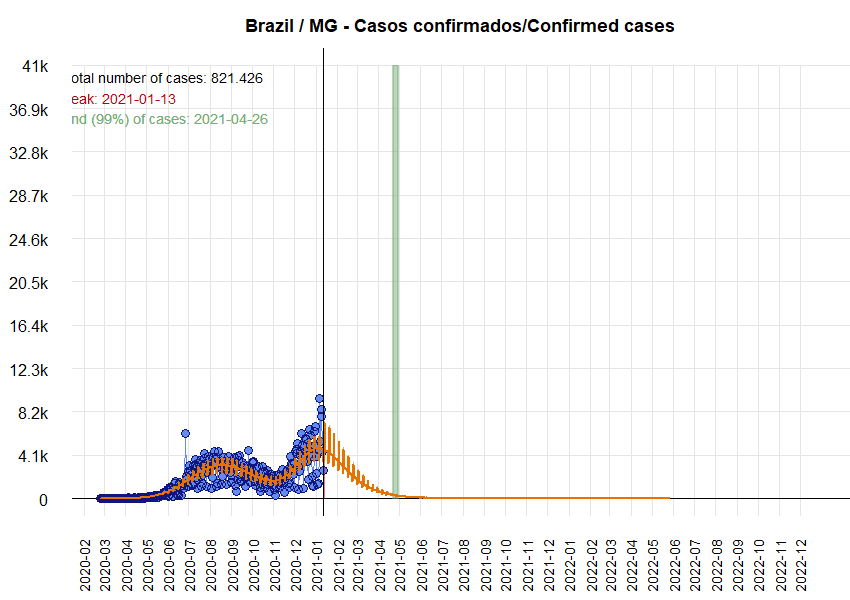 Brazil / MG - Casos confirmados/Confirmed cases
41k
otal number of cases: 821.426
eak: 2021-01-13
nd (99%) of cases: 2021-04-26
36.9k
32.8k
28.7k
24.6k
20.5k
16.4k
12.3k
8.2k
4.1k
0
2020-02
2020-03
2020-04
2020-05
2020-06
2020-07
2020-08
2020-09
2020-10
2020-11
2020-12
2021-01
2021-02
2021-03
2021-04
2021-05
2021-06
2021-07
2021-08
2021-09
2021-10
2021-11
2021-12
2022-01
2022-02
2022-03
2022-04
2022-05
2022-06
2022-07
2022-08
2022-09
2022-10
2022-11
2022-12